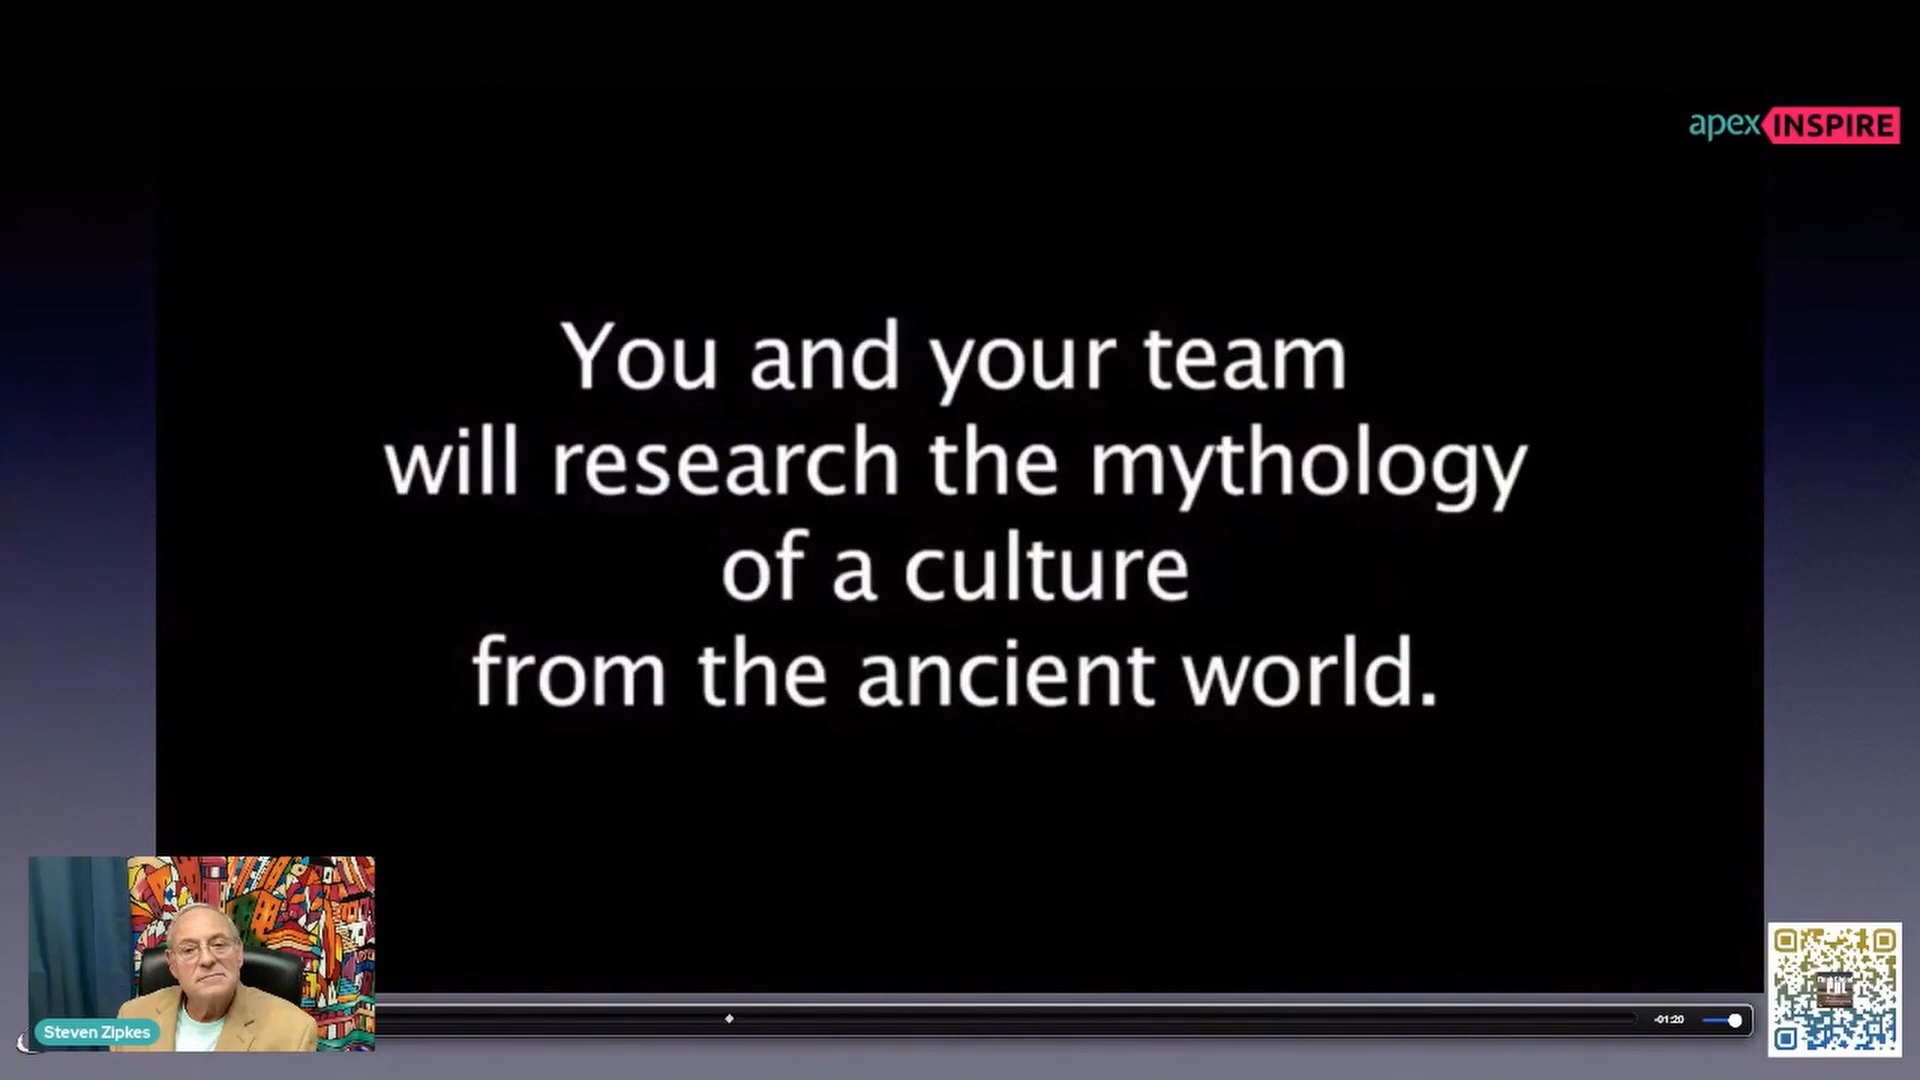 apex INSPIRE
You and your team
will research the mythology
of a culture
from the ancient world.
Steven Zipkes
-01:20
PBL